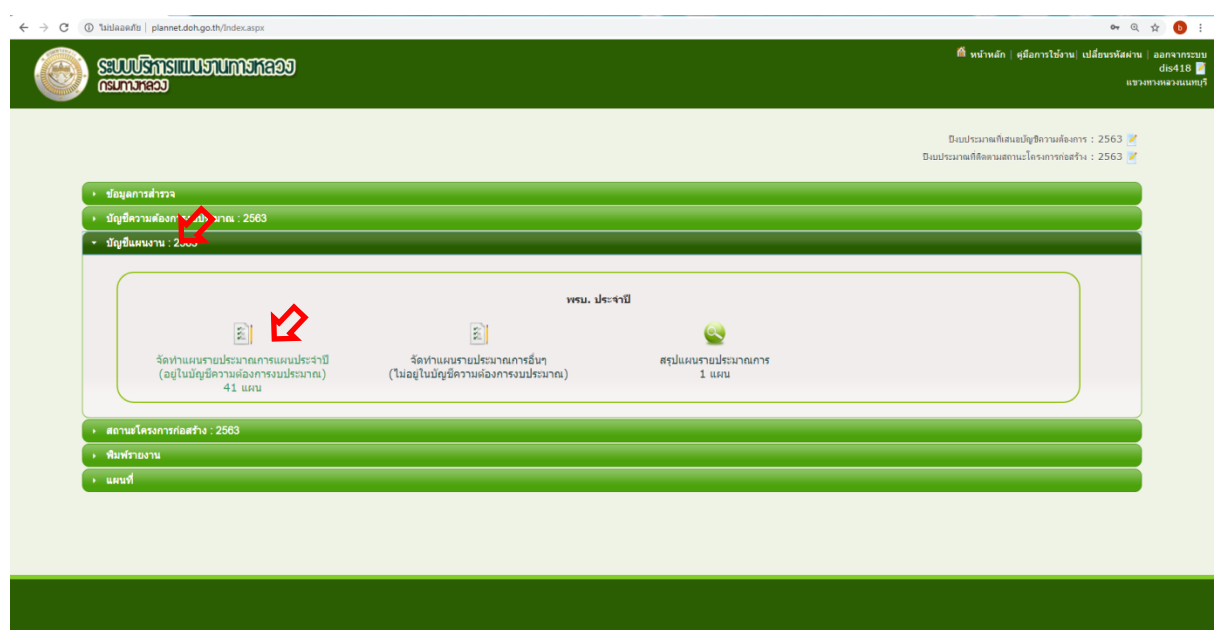 ไม่ปลอดภัย | plannet.doh.go.th/Index.aspx
b
ระบบบริหารแผนงานทางหลวง
กรมทางหลวง
หน้าหลัก | คู่มือการใช้งาน| เปลี่ยนรหัสผ่าน | ออกจากระบบ
dis418
แขวงทางหลวงนนทบุรี
ปีงบประมาณที่เสนอบัญชีความต้องการ : 2563
ปีงบประมาณที่ติดตามสถานะโครงการก่อสร้าง : 2563
ข้อมูลการสำรวจ
บัญชีความต้องการงบประมาณ : 2563
บัญชีแผนงาน : 2563
พรบ. ประจำปี
จัดทำแผนรายประมาณการแผนประจำปี
(อยู่ในบัญชีความต้องการงบประมาณ)
41 แผน
จัดทำแผนรายประมาณการอื่นๆ
(ไม่อยู่ในบัญชีความต้องการงบประมาณ)
สรุปแผนรายประมาณการ
1 แผน
สถานะโครงการก่อสร้าง : 2563
พิมพ์รายงาน
แผนที่